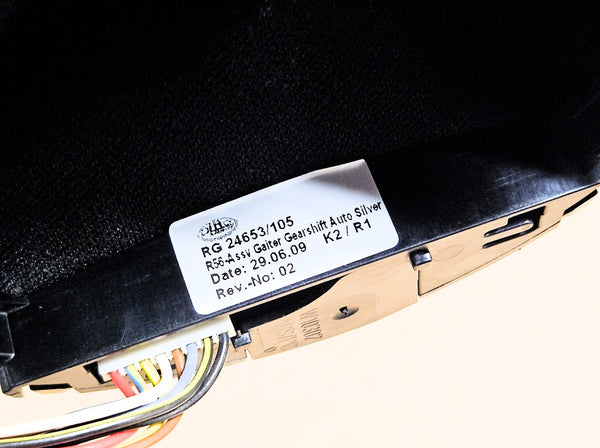 RG 24653/105
R56-Assy Gaiter Gearshift Auto Silver
Date: 29.06.09 K2 / R1
Rev.-No: 02